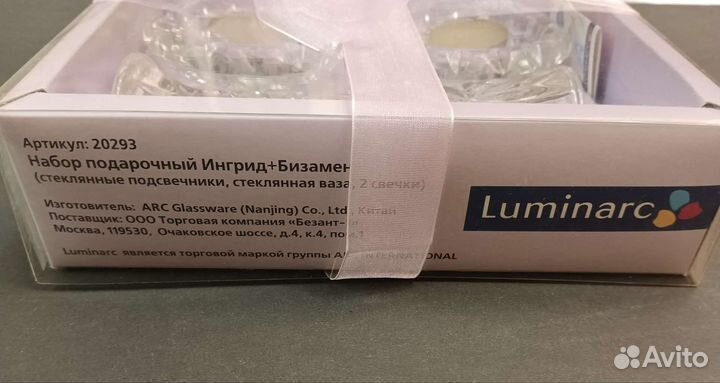 Артикул: 20293
Набор подарочный Ингрид+Бизамен
(стеклянные подсвечники, стеклянная ваза, 2 свечки)
Изготовитель: ARC Glassware (Nanjing) Co., Ltd, Китай
Поставщик: ООО Торговая компания «Безант-
Москва, 119530, Очаковское шоссе, д.4, к.4, 
Luminarc является торговой маркой группы INTERNATIONAL
Luminarc
Avito